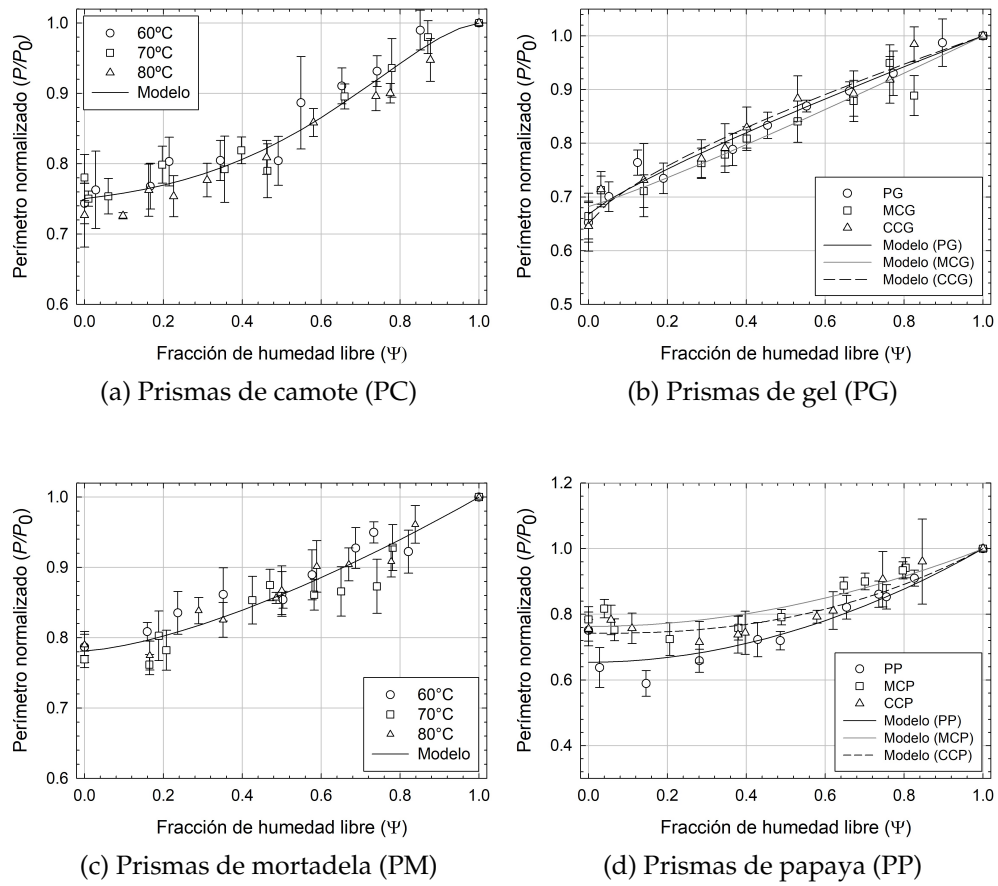 Perímetro normalizado (P/P0)
1.0
0.9
0.8
0.7
0.6
60ºC
70ºC
80ºC
Modelo
0.0 0.2 0.4 0.6 0.8 1.0
Fracción de humedad libre (Ψ)
(a) Prismas de camote (PC)
Perímetro normalizado (P/P0)
1.0
0.9
0.8
0.7
0.6
0.5
PG
MCG
CCG
Modelo (PG)
Modelo (MCG)
Modelo (CCG)
0.0 0.2 0.4 0.6 0.8 1.0
Fracción de humedad libre (Ψ)
(b) Prismas de gel (PG)
Perímetro normalizado (P/P0)
1.0
0.9
0.8
0.7
0.6
60°C
70°C
80°C
Modelo
0.0 0.2 0.4 0.6 0.8 1.0
Fracción de humedad libre (Ψ)
(c) Prismas de mortadela (PM)
Perímetro normalizado (P/P0)
1.2
1.0
0.8
0.6
0.4
PP
MCP
CCP
Modelo (PP)
Modelo (MCP)
Modelo (CCP)
0.0 0.2 0.4 0.6 0.8 1.0
Fracción de humedad libre (Ψ)
(d) Prismas de papaya (PP)